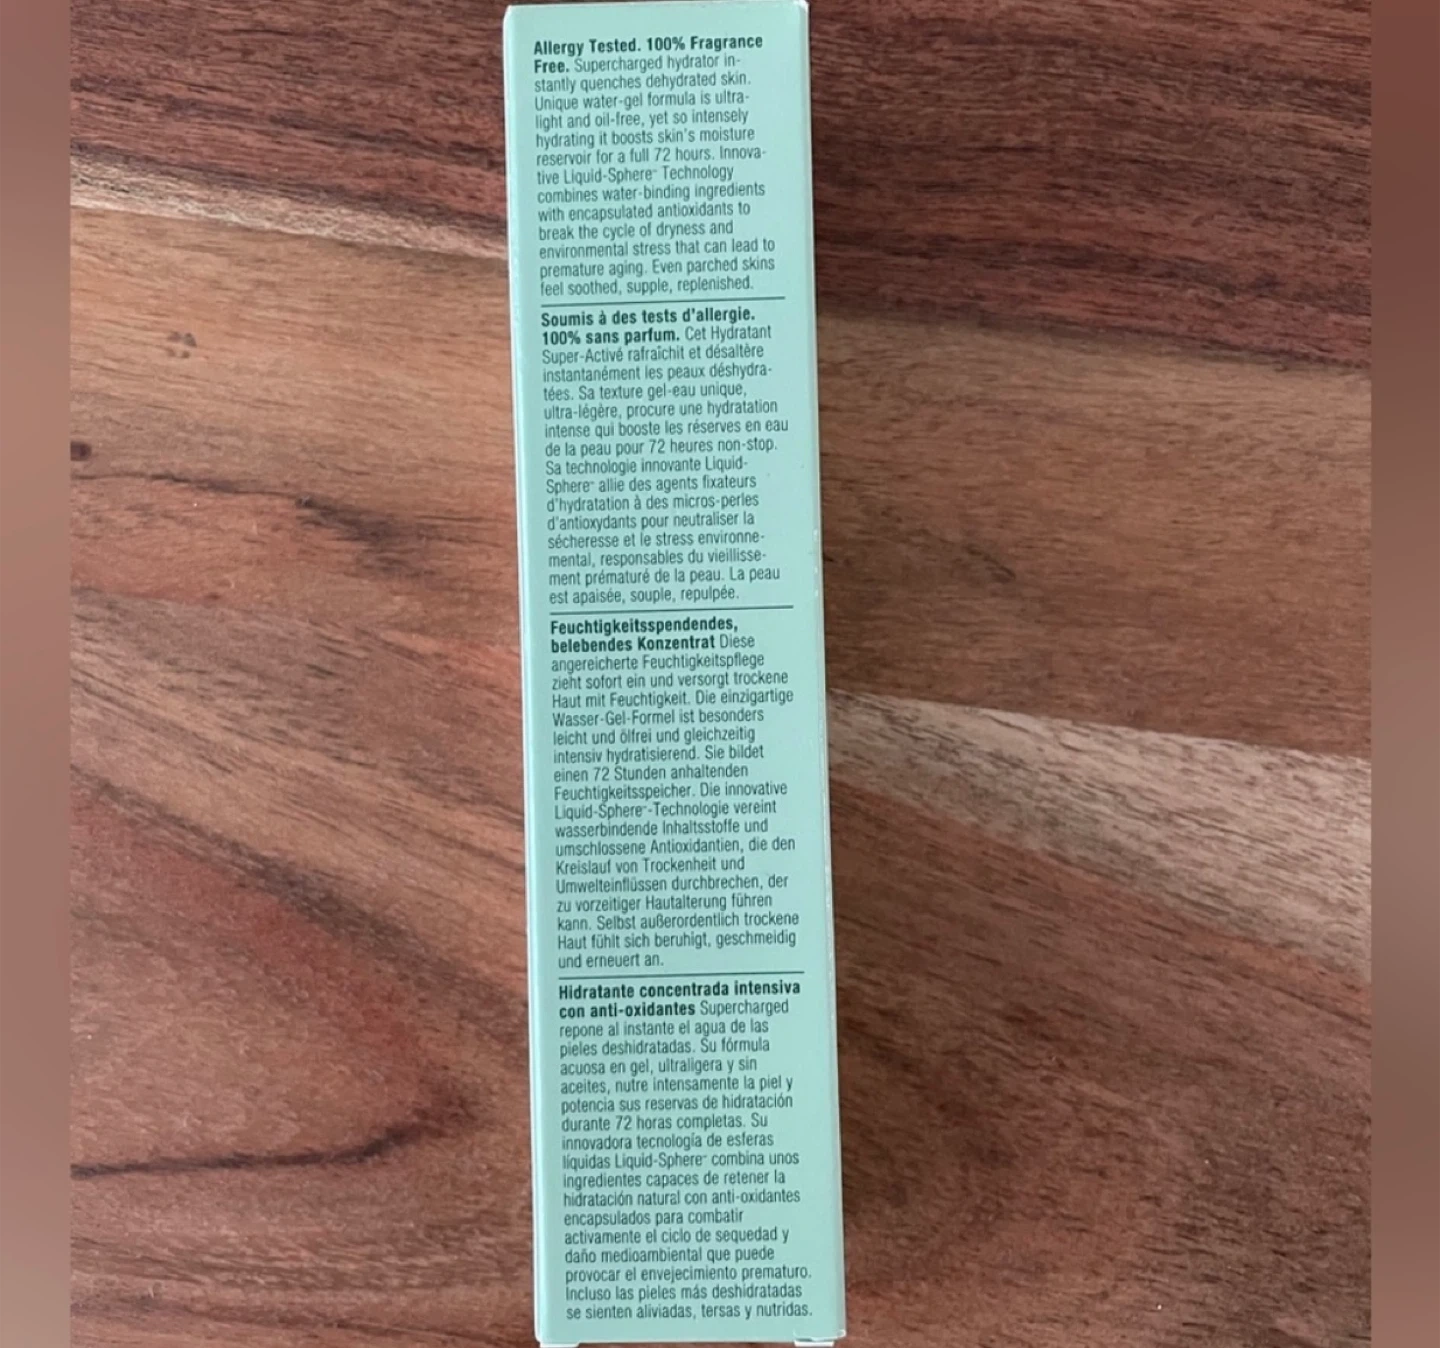 Allergy Tested. 100% Fragrance
Free. Supercharged hydrator in-
stantly quenches dehydrated skin.
Unique water-gel formula is ultra-
light and oil-free, yet so intensely
hydrating it boosts skin's moisture
reservoir for a full 72 hours. Innova-
tive Liquid-Sphere™ Technology
combines water-binding ingredients
with encapsulated antioxidants to
break the cycle of dryness and
environmental stress that can lead to
premature aging. Even parched skins
feel soothed, supple, replenished.
Soumis à des tests d'allergie.
100% sans parfum. Cet Hydratant
Super-Activé rafraîchit et désaltère
instantanément les peaux déshydra-
tées. Sa texture gel-eau unique,
ultra-légère, procure une hydratation
intense qui booste les réserves en eau
de la peau pour 72 heures non-stop.
Sa technologie innovante Liquid-
Sphere™ allie des agents fixateurs
d'hydratation à des micros-perles
d'antioxydants pour neutraliser la
sécheresse et le stress environne-
mental, responsables du vieillisse-
ment prématuré de la peau. La peau
est apaisée, souple, repulpée.
Feuchtigkeitsspendendes,
belebendes Konzentrat Diese
angereicherte Feuchtigkeitspflege
zieht sofort ein und versorgt trockene
Haut mit Feuchtigkeit. Die einzigartige
Wasser-Gel-Formel ist besonders
leicht und ölfrei und gleichzeitig
intensiv hydratisierend. Sie bildet
einen 72 Stunden anhaltenden
Feuchtigkeitsspeicher. Die innovative
Liquid-Sphere™-Technologie vereint
wasserbindende Inhaltsstoffe und
umschlossene Antioxidantien, die den
Kreislauf von Trockenheit und
Umwelteinflüssen durchbrechen, der
zu vorzeitiger Hautalterung führen
kann. Selbst außerordentlich trockene
Haut fühlt sich beruhigt, geschmeidig
und erneuert an.
Hidratante concentrada intensiva
con anti-oxidantes Supercharged
repone al instante el agua de las
pieles deshidratadas. Su fórmula
acuosa en gel, ultraligera y sin
aceites, nutre intensamente la piel y
potencia sus reservas de hidratación
durante 72 horas completas. Su
innovadora tecnología de esferas
líquidas Liquid-Sphere™ combina unos
ingredientes capaces de retener la
hidratación natural con anti-oxidantes
encapsulados para combatir
activamente el ciclo de sequedad y
daño medioambiental que puede
provocar el envejecimiento prematuro.
Incluso las pieles más deshidratadas
se sienten aliviadas, tersas y nutridas.